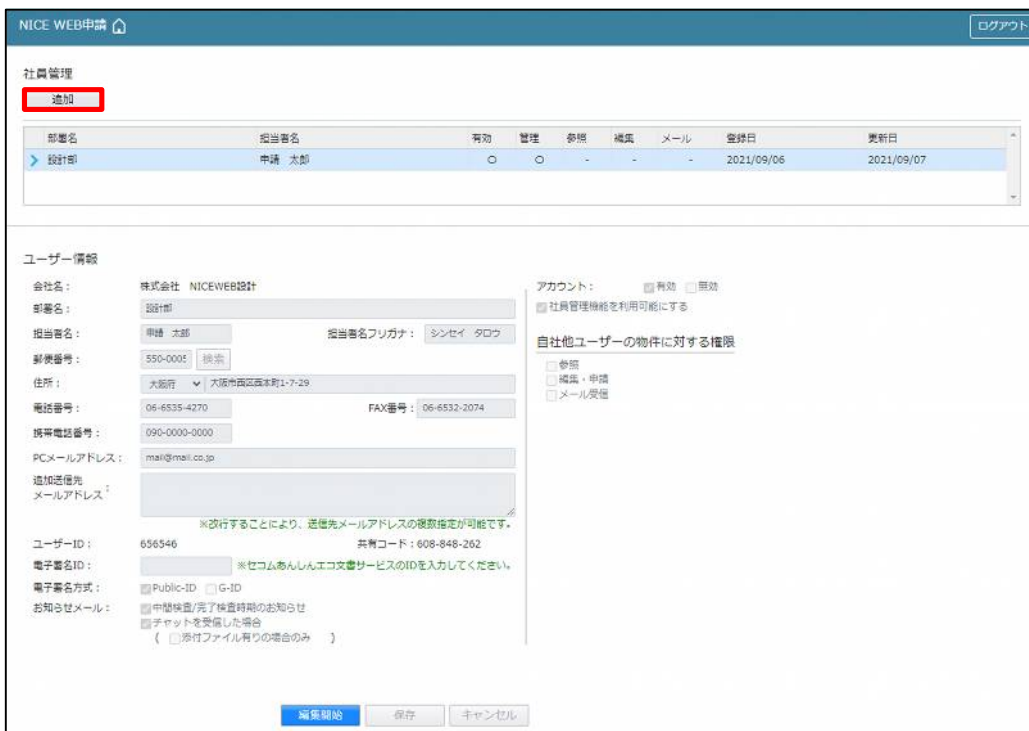 NICE WEB申請 ログアウト
社員管理
追加
部署名 担当者名 有効 管理 参照 編集 メール 登録日 更新日
設計部 申請 太郎 ○ ○ - - - 2021/09/06 2021/09/07
ユーザー情報
会社名： 株式会社 NICEWEB設計
部署名： 設計部
担当者名： 申請 太郎 担当者名フリガナ： シンセイ タロウ
郵便番号： 550-0005 検索
住所： 大阪府 大阪市西区西本町1-7-29
電話番号： 06-6535-4270 FAX番号： 06-6532-2074
携帯電話番号： 090-0000-0000
PCメールアドレス： mail@mail.co.jp
追加送信先
メールアドレス：
※改行することにより、送信先メールアドレスの複数指定が可能です。
ユーザーID： 656546 共有コード：608-848-262
電子署名ID： ※セコムあんしんエコ文書サービスのIDを入力してください。
電子署名方式： Public-ID G-ID
お知らせメール： 中間検査/完了検査時期のお知らせ
チャットを受信した場合
( 添付ファイル有りの場合のみ )
アカウント： 有効 無効
社員管理機能を利用可能にする
自社他ユーザーの物件に対する権限
参照
編集・申請
メール受信
編集開始 保存 キャンセル